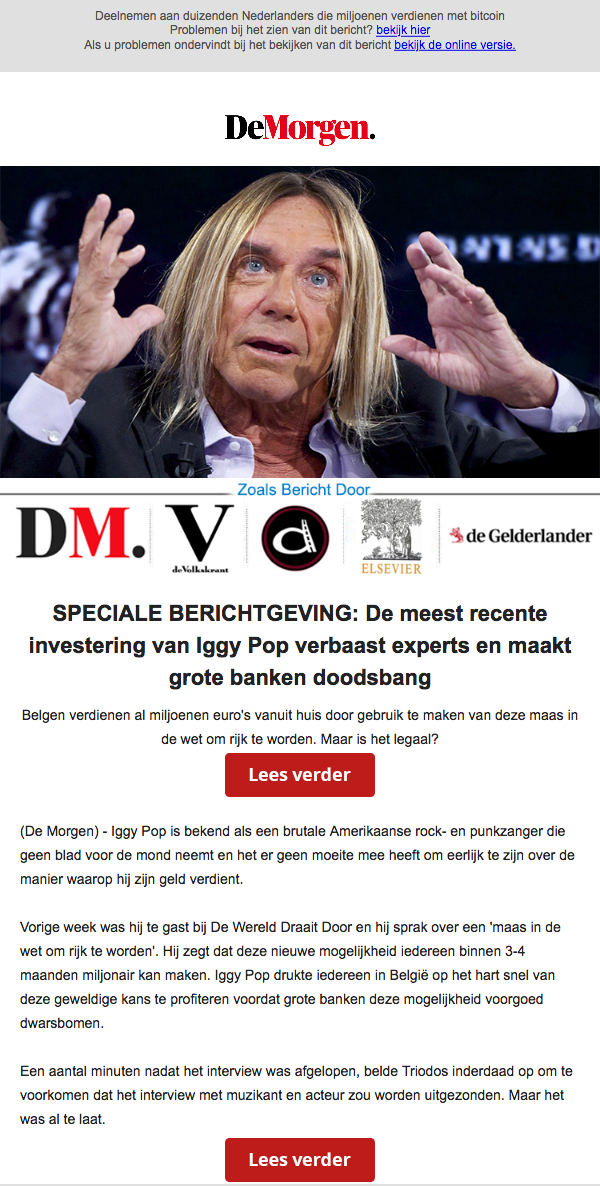 Deelnemen aan duizenden Nederlanders die miljoenen verdienen met bitcoin
Problemen bij het zien van dit bericht? bekijk hier
Als u problemen ondervindt bij het bekijken van dit bericht bekijk de online versie.
DeMorgen.
Zoals Bericht Door
DM.
V
deVolkskrant
d
ELSEVIER
de Gelderlander
SPECIALE BERICHTGEVING: De meest recente
investering van Iggy Pop verbaast experts en maakt
grote banken doodsbang
Belgen verdienen al miljoenen euro's vanuit huis door gebruik te maken van deze maas in
de wet om rijk te worden. Maar is het legaal?
Lees verder
(De Morgen) - Iggy Pop is bekend als een brutale Amerikaanse rock- en punkzanger die
geen blad voor de mond neemt en het er geen moeite mee heeft om eerlijk te zijn over de
manier waarop hij zijn geld verdient.
Vorige week was hij te gast bij De Wereld Draait Door en hij sprak over een 'maas in de
wet om rijk te worden'. Hij zegt dat deze nieuwe mogelijkheid iedereen binnen 3-4
maanden miljonair kan maken. Iggy Pop drukte iedereen in België op het hart snel van
deze geweldige kans te profiteren voordat grote banken deze mogelijkheid voorgoed
dwarsbomen.
Een aantal minuten nadat het interview was afgelopen, belde Triodos inderdaad op om te
voorkomen dat het interview met muzikant en acteur zou worden uitgezonden. Maar het
was al te laat.
Lees verder